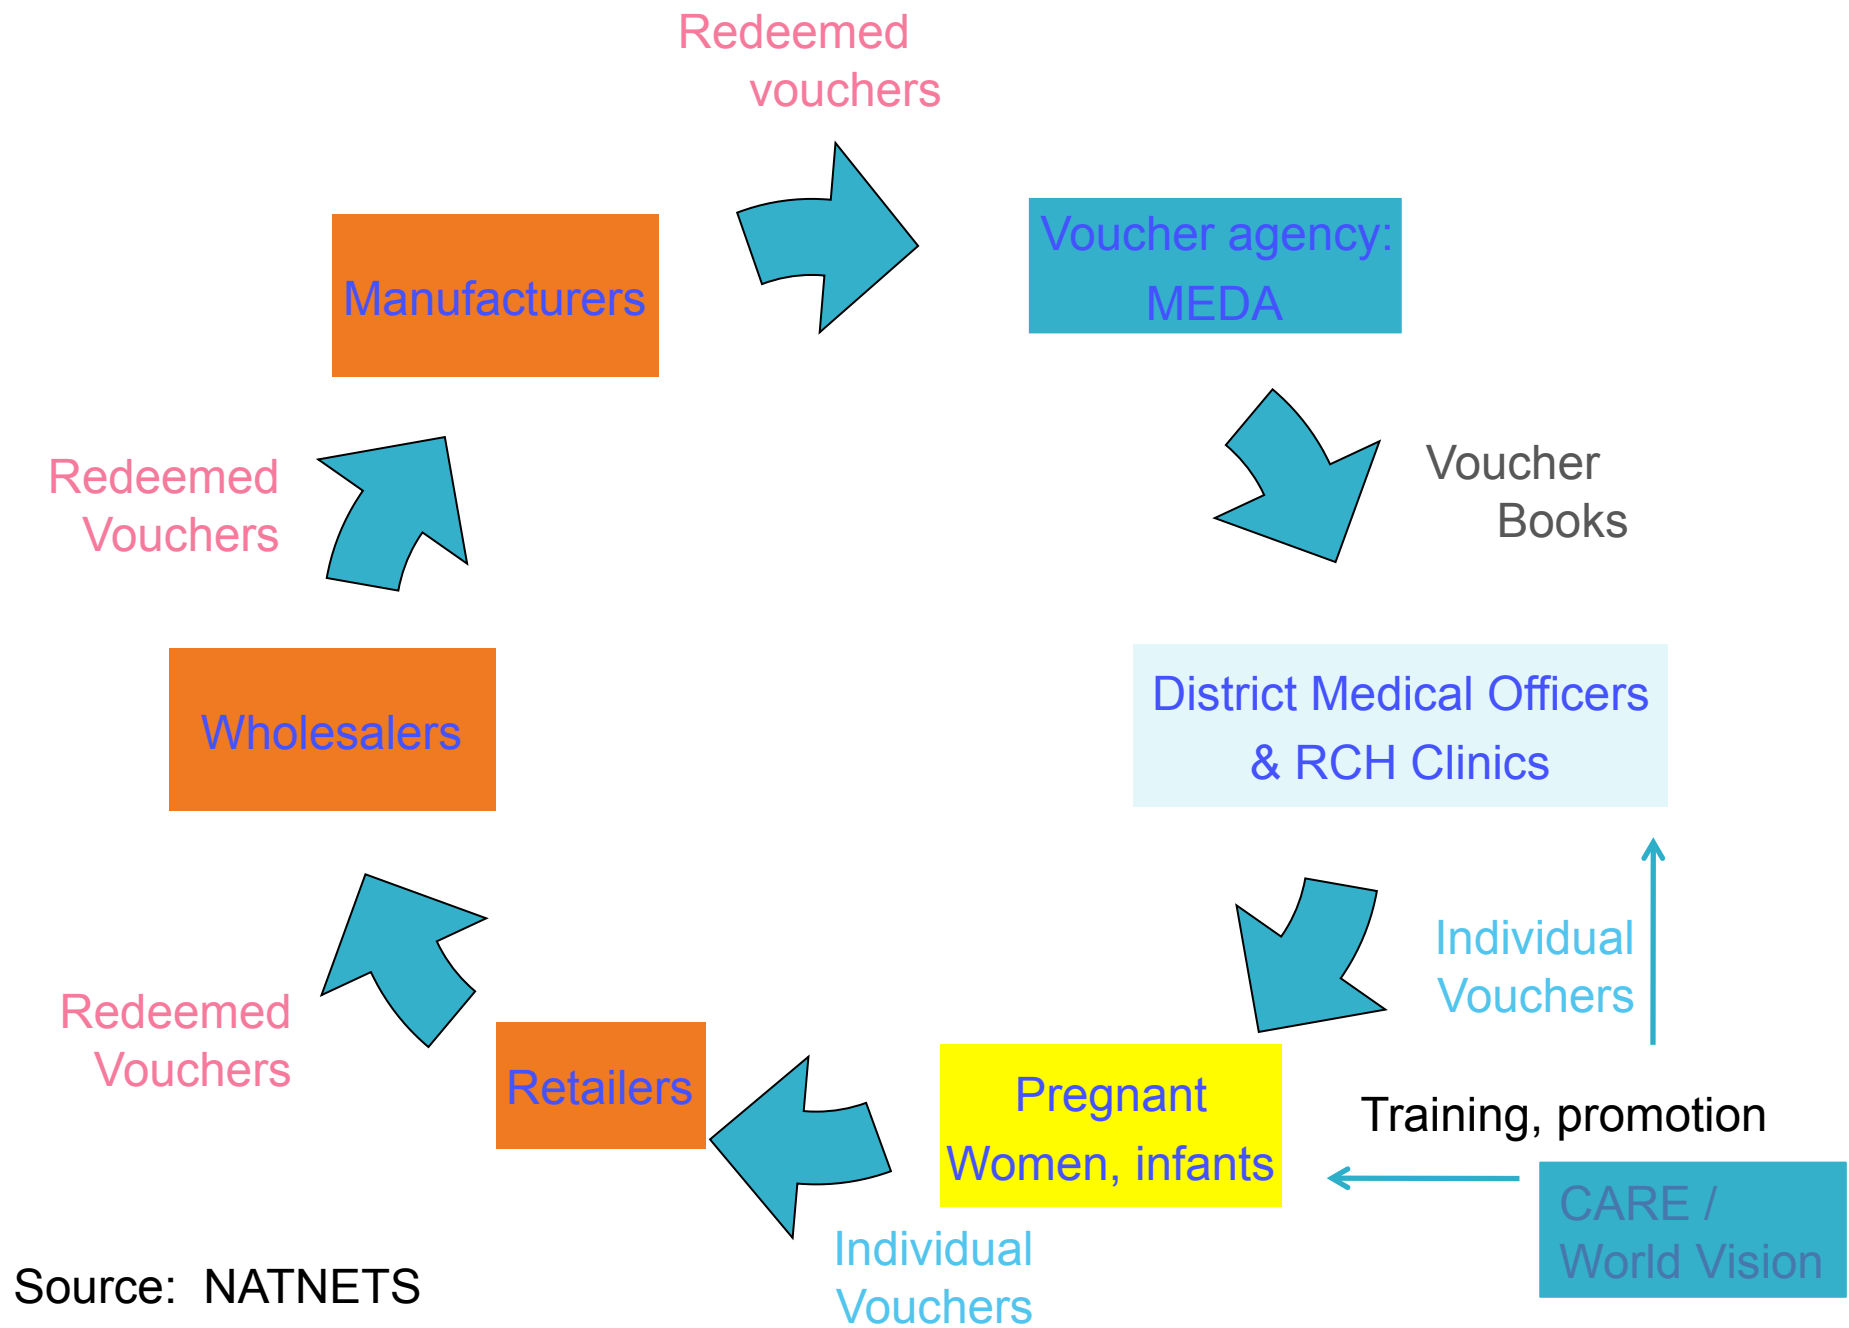 Redeemed
vouchers
Manufacturers
Voucher agency:
MEDA
Redeemed
Vouchers
Voucher
Books
Wholesalers
District Medical Officers
& RCH Clinics
Individual
Vouchers
Redeemed
Vouchers
Retailers
Pregnant
Women, infants
Training, promotion
CARE /
World Vision
Individual
Vouchers
Source: NATNETS